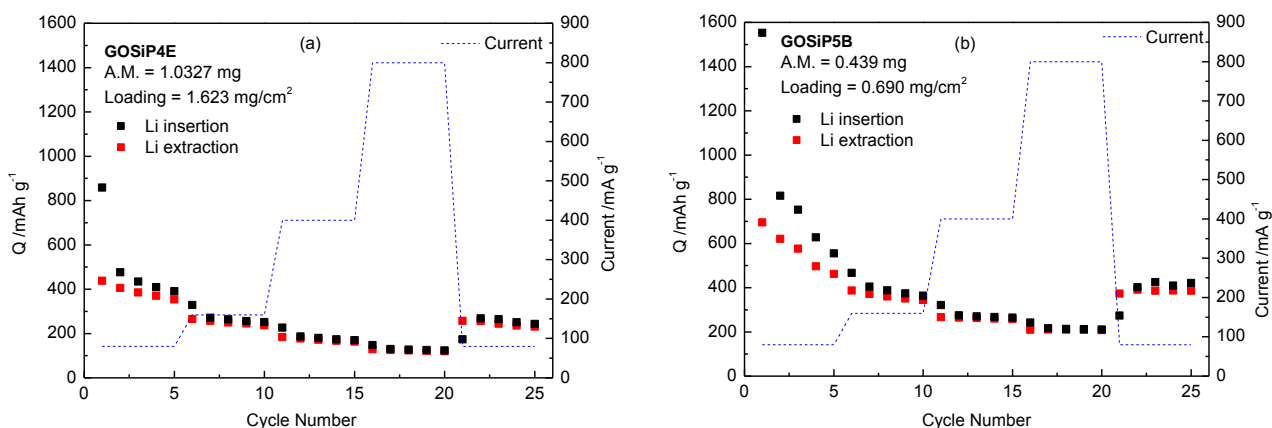 (a)
GOSiP4E
A.M. = 1.0327 mg
Loading = 1.623 mg/cm²
Li insertion
Li extraction
Current
Q /mAh g⁻¹
1600
1400
1200
1000
800
600
400
200
0
0
5
10
15
20
25
Cycle Number
900
800
700
600
500
400
300
200
100
0
Current /mA g⁻¹
(b)
GOSiP5B
A.M. = 0.439 mg
Loading = 0.690 mg/cm²
Li insertion
Li extraction
Current
Q /mAh g⁻¹
1600
1400
1200
1000
800
600
400
200
0
0
5
10
15
20
25
Cycle Number
900
800
700
600
500
400
300
200
100
0
Current /mA g⁻¹